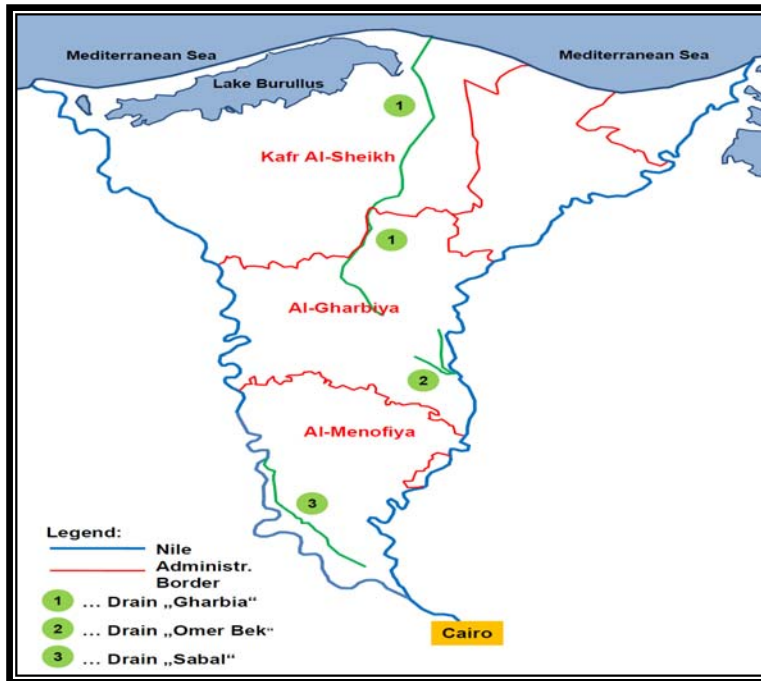 Mediterranean Sea
Mediterranean Sea
Lake Burullus
1
Kafr Al-Sheikh
1
Al-Gharbiya
2
Al-Menofiya
3
Legend:
Nile
Administr.
Border
1 ... Drain „Gharbia“
2 ... Drain „Omer Bek“
3 ... Drain „Sabal“
Cairo